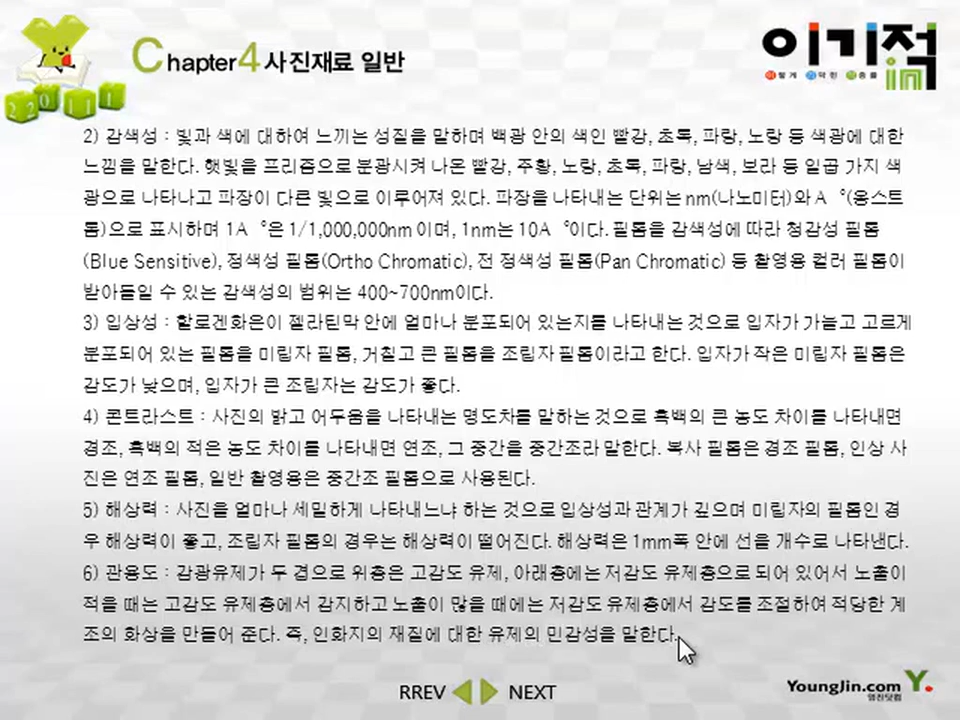 Chapter4 사진재료 일반
이기적 in
2011
2) 감색성 : 빛과 색에 대하여 느끼는 성질을 말하며 백광 안의 색인 빨강, 초록, 파랑, 노랑 등 색광에 대한
느낌을 말한다. 햇빛을 프리즘으로 분광시켜 나온 빨강, 주황, 노랑, 초록, 파랑, 남색, 보라 등 일곱 가지 색
광으로 나타나고 파장이 다른 빛으로 이루어져 있다. 파장을 나타내는 단위는 nm(나노미터)와 A °(옹스트
롬)으로 표시하며 1A °은 1/1,000,000nm 이며, 1nm는 10A °이다. 필름을 감색성에 따라 청감성 필름
(Blue Sensitive), 정색성 필름(Ortho Chromatic), 전 정색성 필름(Pan Chromatic) 등 촬영용 컬러 필름이
받아들일 수 있는 감색성의 범위는 400~700nm이다.
3) 입상성 : 할로겐화은이 젤라틴막 안에 얼마나 분포되어 있는지를 나타내는 것으로 입자가 가늘고 고르게
분포되어 있는 필름을 미립자 필름, 거칠고 큰 필름을 조립자 필름이라고 한다. 입자가 작은 미립자 필름은
감도가 낮으며, 입자가 큰 조립자는 감도가 좋다.
4) 콘트라스트 : 사진의 밝고 어두움을 나타내는 명도차를 말하는 것으로 흑백의 큰 농도 차이를 나타내면
경조, 흑백의 적은 농도 차이를 나타내면 연조, 그 중간을 중간조라 말한다. 복사 필름은 경조 필름, 인상 사
진은 연조 필름, 일반 촬영용은 중간조 필름으로 사용된다.
5) 해상력 : 사진을 얼마나 세밀하게 나타내느냐 하는 것으로 입상성과 관계가 깊으며 미립자의 필름인 경
우 해상력이 좋고, 조립자 필름의 경우는 해상력이 떨어진다. 해상력은 1mm폭 안에 선을 개수로 나타낸다.
6) 관용도 : 감광유제가 두 겹으로 위층은 고감도 유제, 아래층에는 저감도 유제층으로 되어 있어서 노출이
적을 때는 고감도 유제층에서 감지하고 노출이 많을 때에는 저감도 유제층에서 감도를 조절하여 적당한 계
조의 화상을 만들어 준다. 즉, 인화지의 재질에 대한 유제의 민감성을 말한다.
RREV NEXT
YoungJin.com Y.
영진닷컴